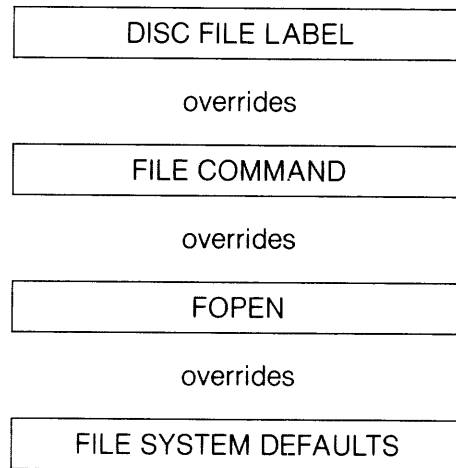 DISC FILE LABEL
overrides
FILE COMMAND
overrides
FOPEN
overrides
FILE SYSTEM DEFAULTS